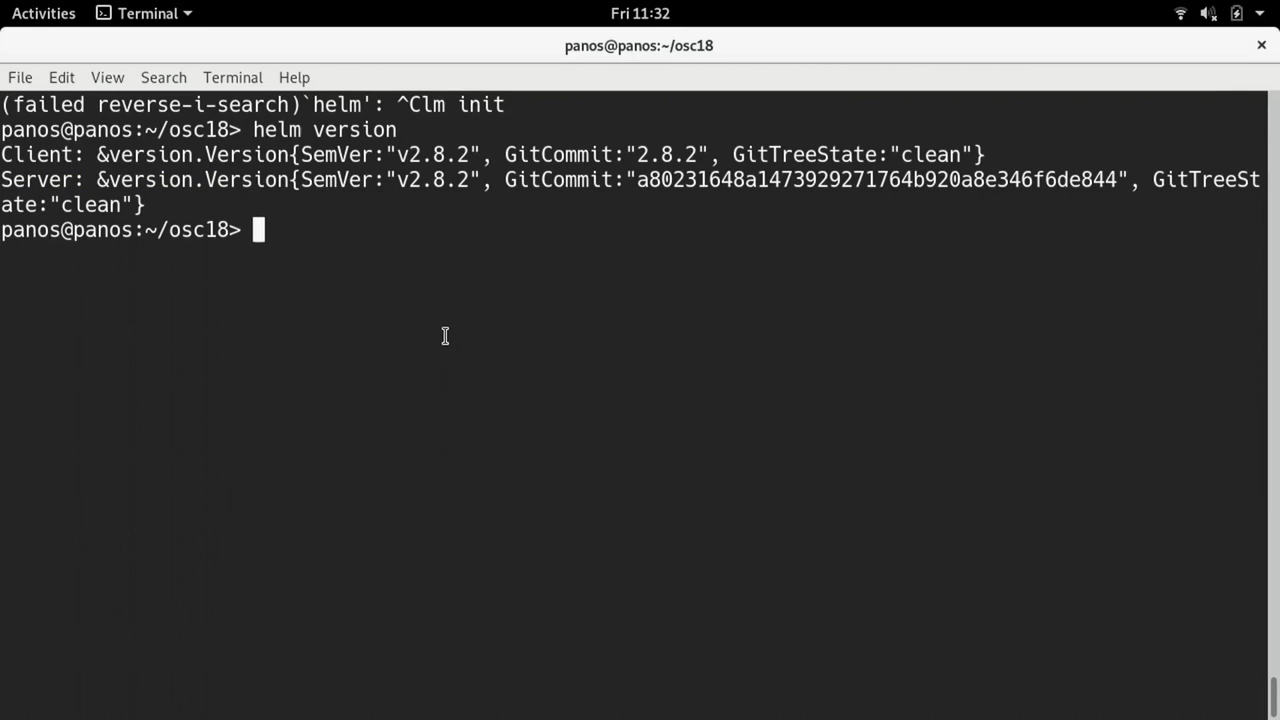 Activities Terminal Fri 11:32
panos@panos:~/osc18
File Edit View Search Terminal Help
(failed reverse-i-search)`helm': ^Clm init
panos@panos:~/osc18> helm version
Client: &version.Version{SemVer:"v2.8.2", GitCommit:"2.8.2", GitTreeState:"clean"}
Server: &version.Version{SemVer:"v2.8.2", GitCommit:"a80231648a1473929271764b920a8e346f6de844", GitTreeSt
ate:"clean"}
panos@panos:~/osc18>